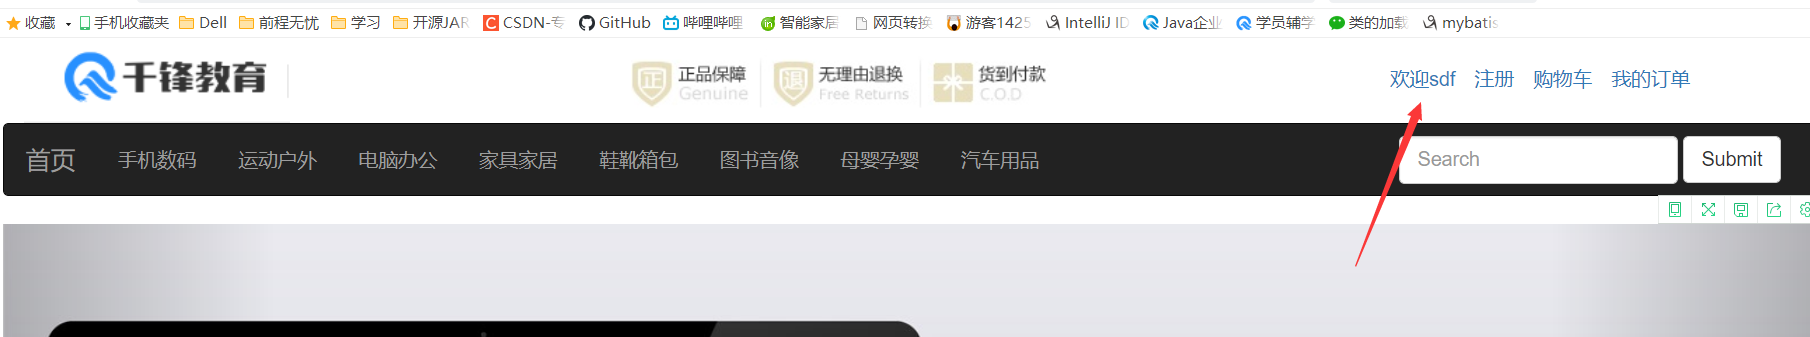 收藏 手机收藏夹 Dell 前程无忧 学习 开源JAR CSDN-专 GitHub 哔哩哔哩 智能家居 网页转换 游客1425 IntelliJ ID Java企业 学员辅学 类的加载 mybatis
千锋教育 正品保障 无理由退换 货到付款 欢迎sdf 注册 购物车 我的订单
Genuine Free Returns C.O.D
首页 手机数码 运动户外 电脑办公 家具家居 鞋靴箱包 图书音像 母婴孕婴 汽车用品 Search Submit